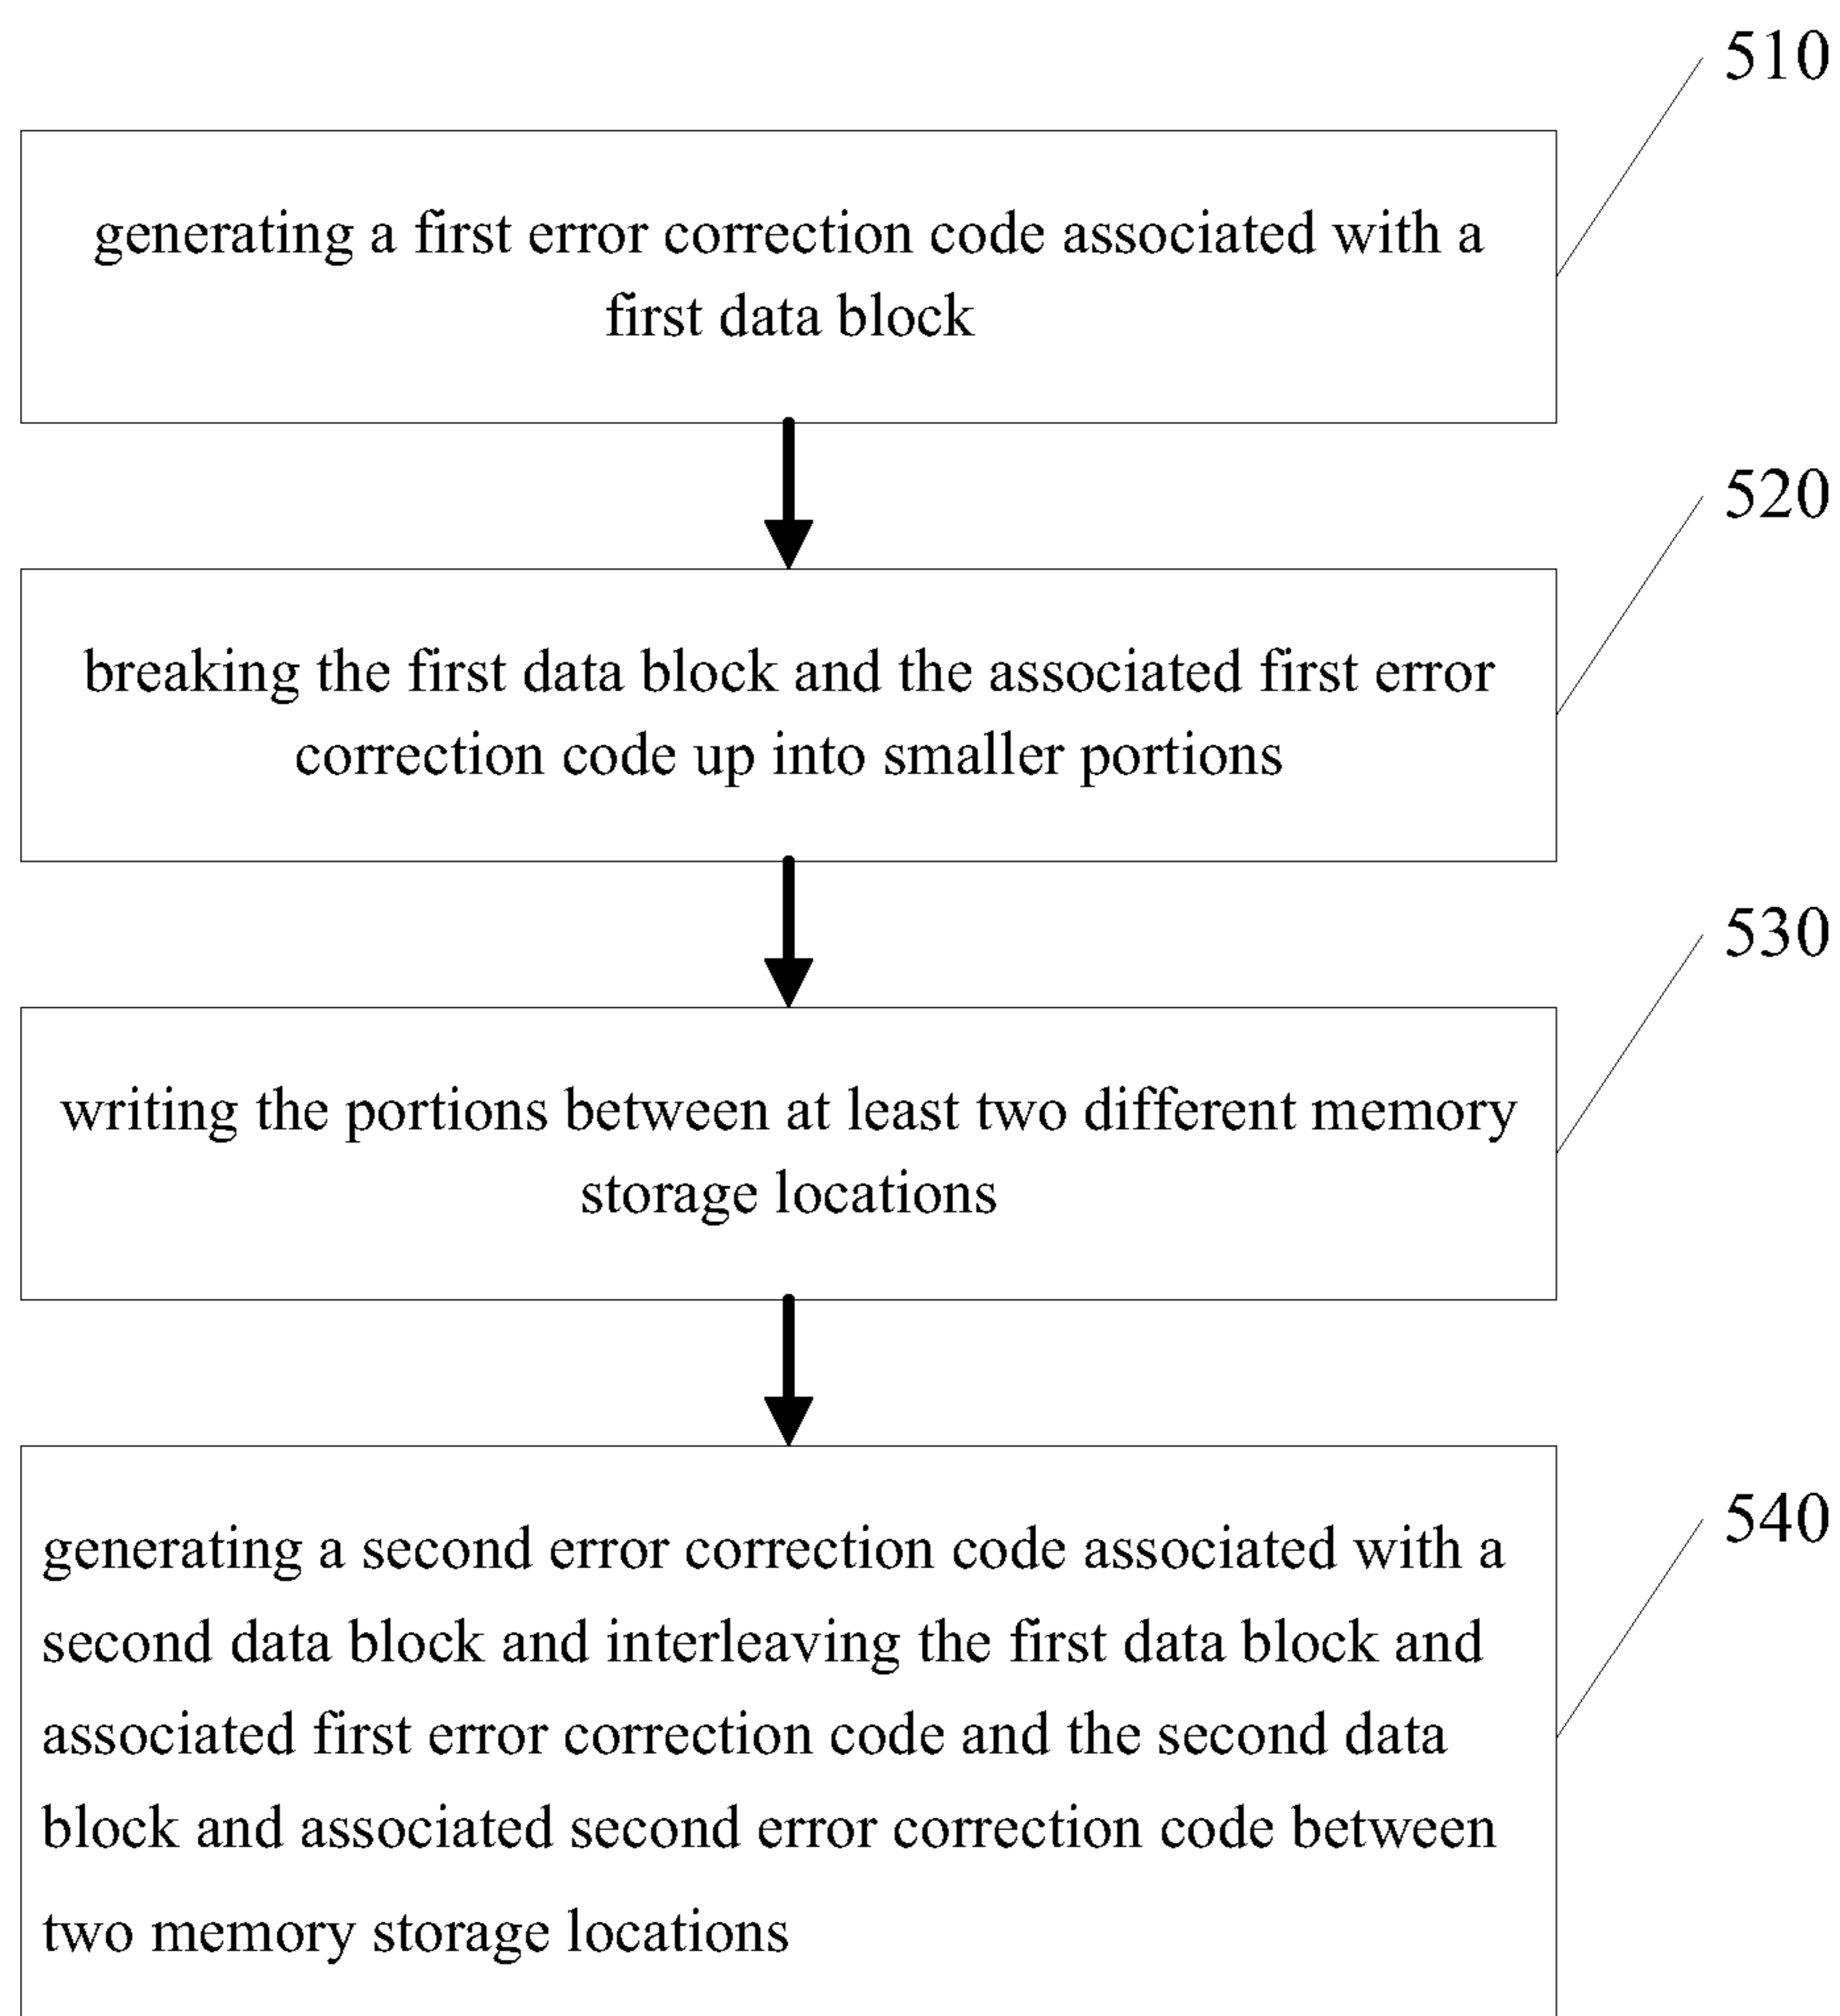 510
generating a first error correction code associated with a
first data block
520
breaking the first data block and the associated first error
correction code up into smaller portions
530
writing the portions between at least two different memory
storage locations
540
generating a second error correction code associated with a
second data block and interleaving the first data block and
associated first error correction code and the second data
block and associated second error correction code between
two memory storage locations